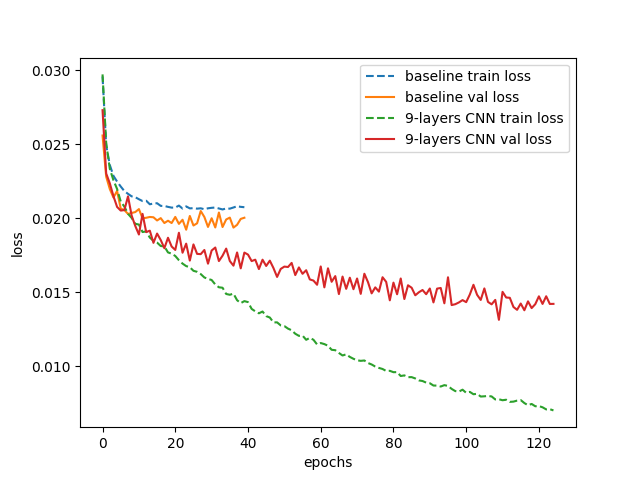 baseline train loss
baseline val loss
9-layers CNN train loss
9-layers CNN val loss
loss
0.030
0.025
0.020
0.015
0.010
0 20 40 60 80 100 120
epochs